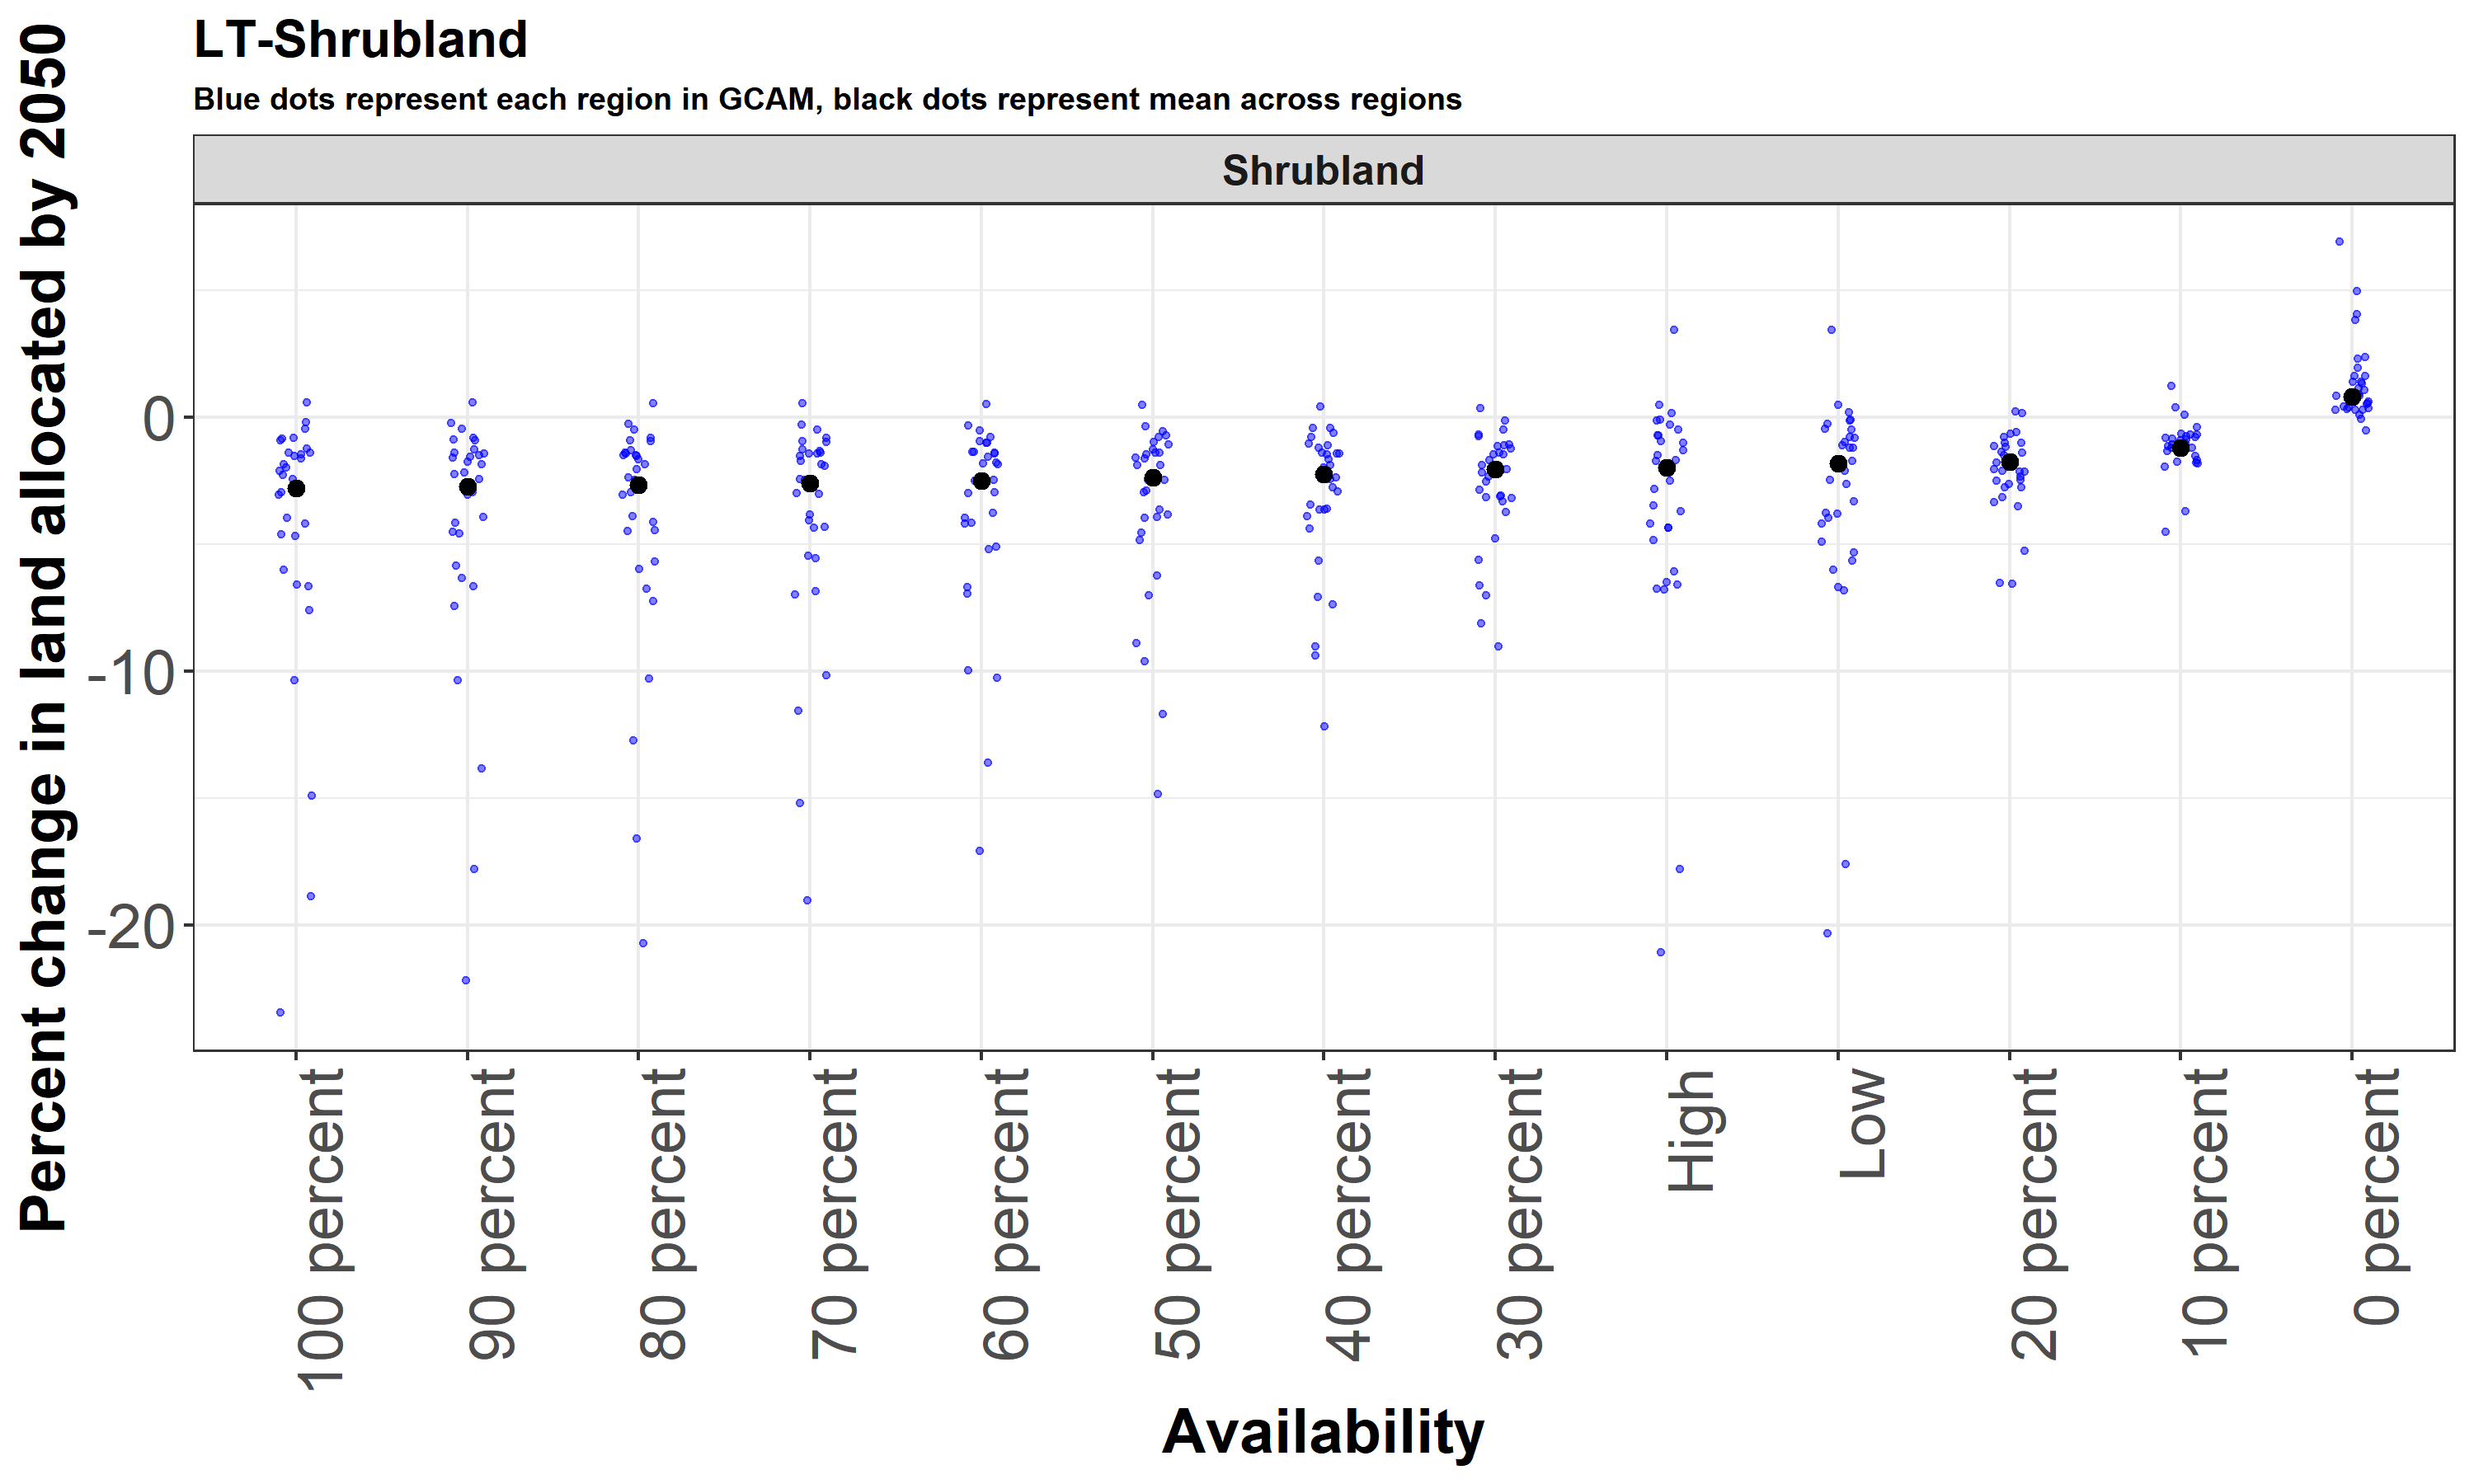 LT-Shrubland
Blue dots represent each region in GCAM, black dots represent mean across regions
Shrubland
Percent change in land allocated by 2050
0
-10
-20
100 percent
90 percent
80 percent
70 percent
60 percent
50 percent
40 percent
30 percent
High
Low
20 percent
10 percent
0 percent
Availability